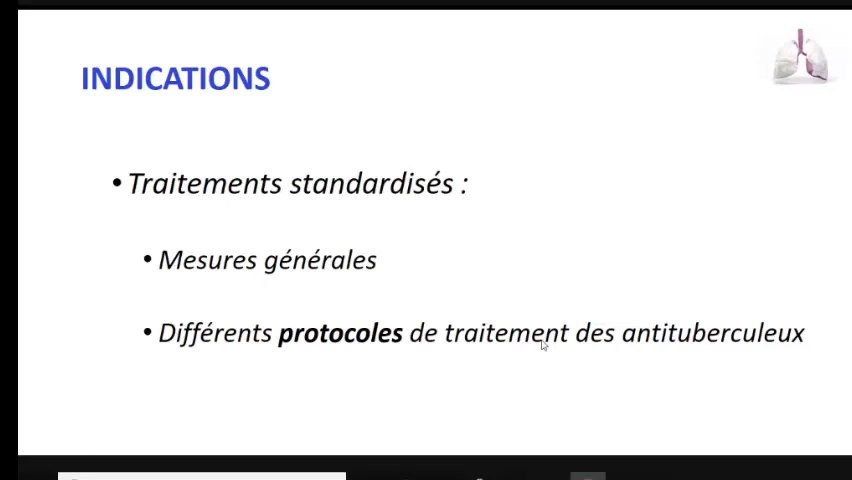 INDICATIONS
• Traitements standardisés :
• Mesures générales
• Différents protocoles de traitement des antituberculeux